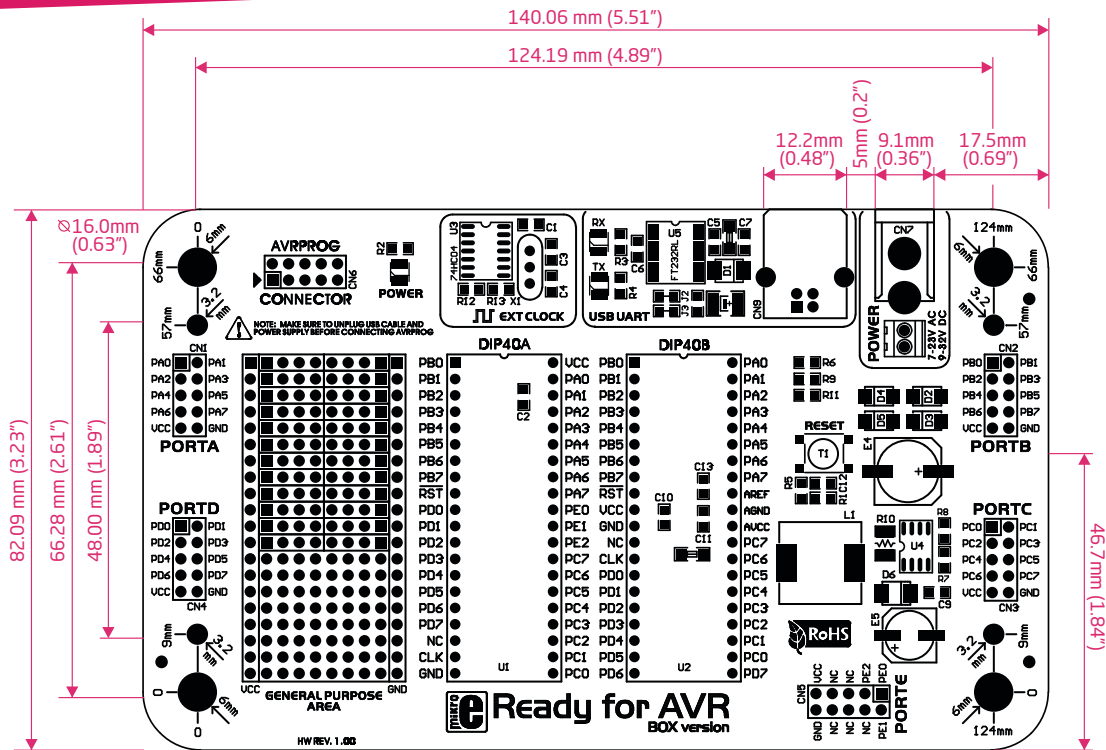 140.06 mm (5.51")
124.19 mm (4.89")
12.2mm
(0.48")
5mm (0.2")
9.1mm
(0.36")
17.5mm
(0.69")
Ø16.0mm
(0.63")
82.09 mm (3.23")
66.28 mm (2.61")
48.00 mm (1.89")
46.7mm (1.84")
0
6mm
66mm
3.2
mm
57mm
AVRPROG
CN6
CONNECTOR
R2
POWER
NOTE: MAKE SURE TO UNPLUG USB CABLE AND
POWER SUPPLY BEFORE CONNECTING AVRPROG
U3
74HC04
C1
C3
C4
R12 R13 X1
EXT CLOCK
RX
R3
C6
TX
R4
U5
FT232RL
C5 C7
D1
J2
J3
USB UART
CN9
CN7
POWER
7-23V AC
9-32V DC
124mm
6mm
66mm
3.2
mm
57mm
CN1
PA0 PA1
PA2 PA3
PA4 PA5
PA6 PA7
VCC GND
PORTA
PORTD
PD0 PD1
PD2 PD3
PD4 PD5
PD6 PD7
VCC GND
CN4
9mm
3.2
mm
0
6mm
0
VCC
GND
GENERAL PURPOSE
AREA
HW REV. 1.00
DIP40A
PB0 VCC
PB1 PA0
PB2 PA1
PB3 PA2
PB4 PA3
PB5 PA4
PB6 PA5
PB7 PA6
RST PA7
PD0 PE0
PD1 PE1
PD2 PE2
PD3 PC7
PD4 PC6
PD5 PC5
PD6 PC4
PD7 PC3
NC PC2
CLK PC1
GND PC0
C2
U1
DIP40B
PB0 PA0
PB1 PA1
PB2 PA2
PB3 PA3
PB4 PA4
PB5 PA5
PB6 PA6
PB7 PA7
RST AREF
VCC AGND
GND AVCC
NC PC7
CLK PC6
PD0 PC5
PD1 PC4
PD2 PC3
PD3 PC2
PD4 PC1
PD5 PC0
PD6 PD7
C10
C13
C11
U2
R6
R9
R11
RESET
T1
R5
R1
C12
L1
D4 D2
D5 D3
E4
R10
R8
U4
R7
D6
C9
E5
RoHS
CN2
PB0 PB1
PB2 PB3
PB4 PB5
PB6 PB7
VCC GND
PORTB
PORTC
PC0 PC1
PC2 PC3
PC4 PC5
PC6 PC7
VCC GND
CN3
CN5
VCC NC NC PE2 PE0
GND NC NC NC PE1
PORTE
9mm
3.2
mm
0
6mm
124mm
mikro
e
Ready for AVR
BOX version